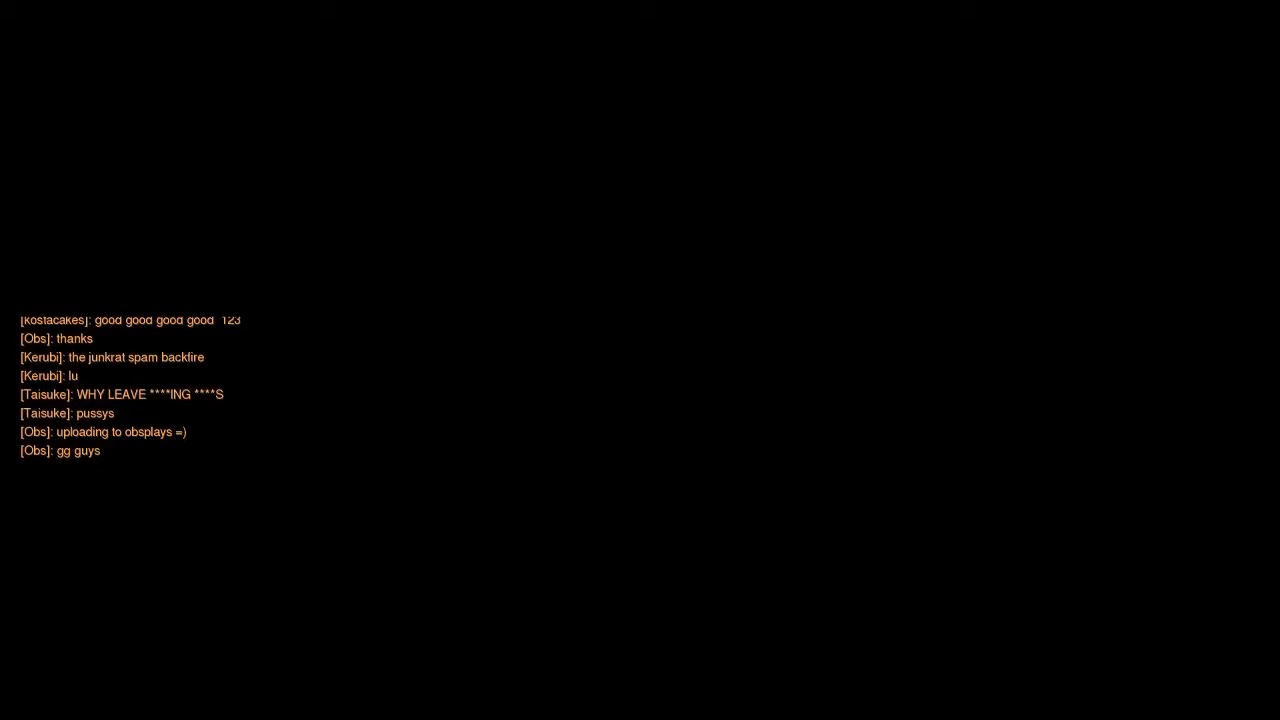 [kostacakes]: good good good good  123
[Obs]: thanks
[Kerubi]: the junkrat spam backfire
[Kerubi]: lu
[Taisuke]: WHY LEAVE ****ING ****S
[Taisuke]: pussys
[Obs]: uploading to obsplays =)
[Obs]: gg guys